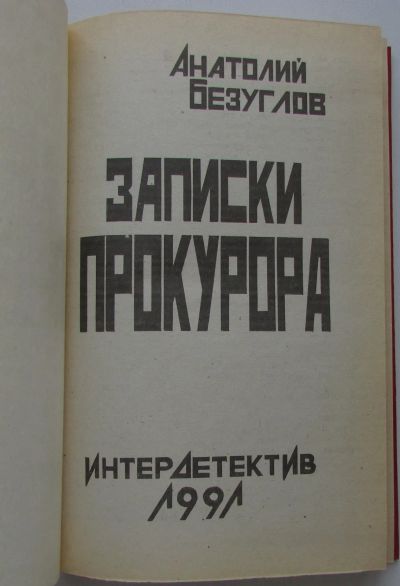 Анатолий
Безуглов
ЗАПИСКИ
ПРОКУРОРА
ИНТЕРДЕТЕКТИВ
1991